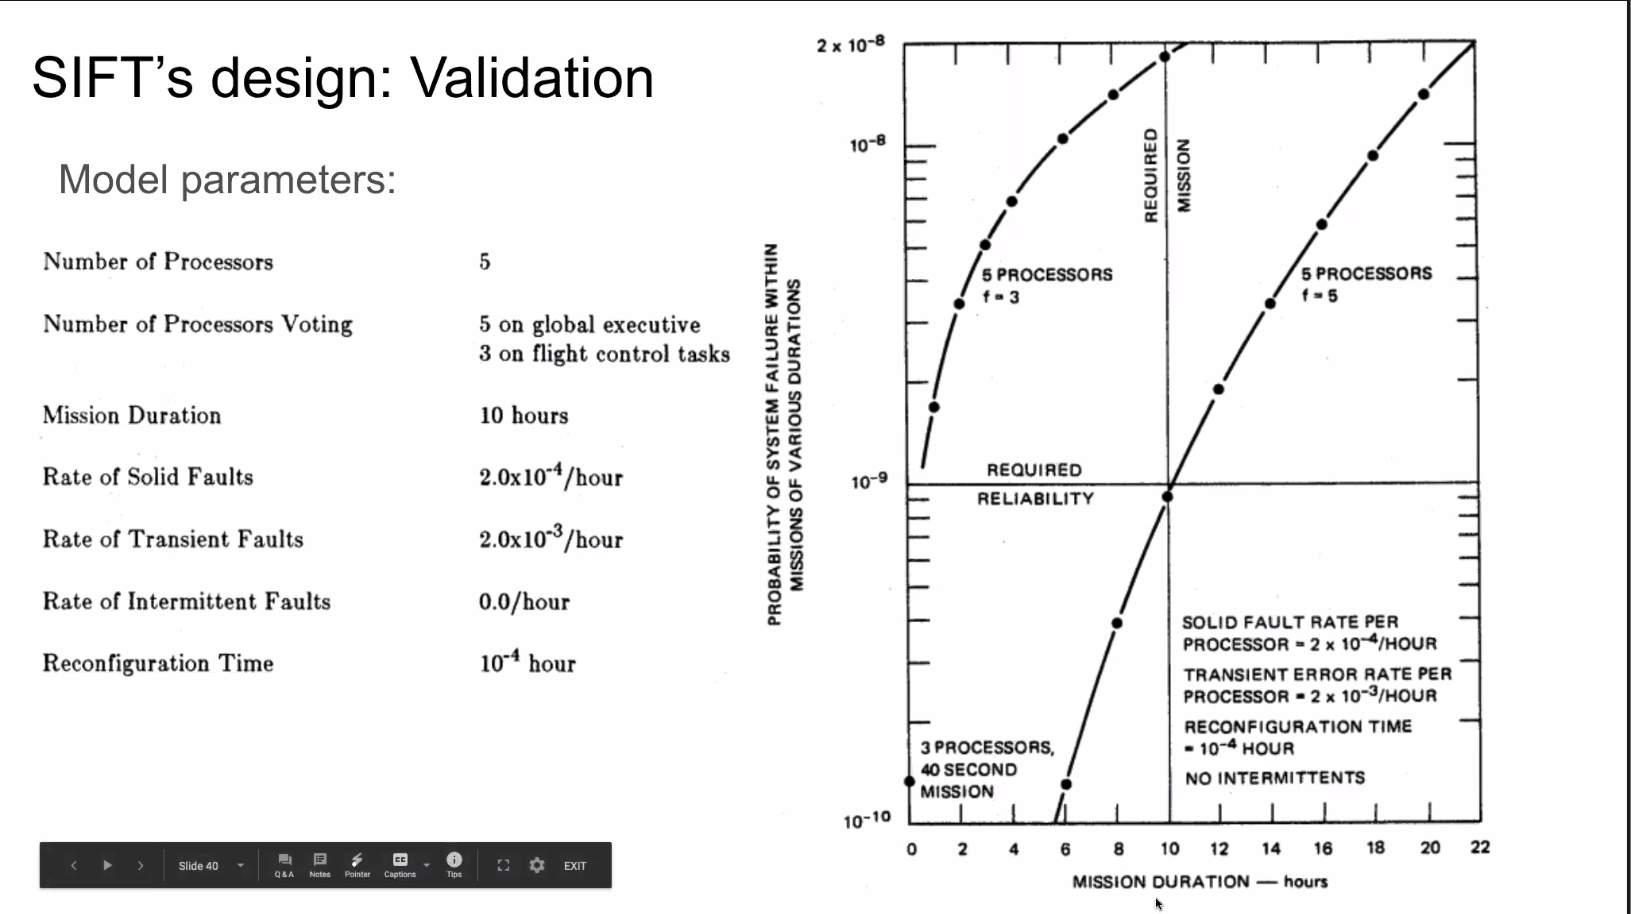 SIFT's design: Validation
Model parameters:
Number of Processors 5
Number of Processors Voting 5 on global executive
3 on flight control tasks
Mission Duration 10 hours
Rate of Solid Faults 2.0x10⁻⁴/hour
Rate of Transient Faults 2.0x10⁻³/hour
Rate of Intermittent Faults 0.0/hour
Reconfiguration Time 10⁻⁴ hour
PROBABILITY OF SYSTEM FAILURE WITHIN
MISSIONS OF VARIOUS DURATIONS
2 x 10⁻⁸
10⁻⁸
10⁻⁹
10⁻¹⁰
REQUIRED
MISSION
5 PROCESSORS
f = 3
5 PROCESSORS
f = 5
REQUIRED
RELIABILITY
SOLID FAULT RATE PER
PROCESSOR = 2 x 10⁻⁴/HOUR
TRANSIENT ERROR RATE PER
PROCESSOR = 2 x 10⁻³/HOUR
RECONFIGURATION TIME
= 10⁻⁴ HOUR
NO INTERMITTENTS
3 PROCESSORS,
40 SECOND
MISSION
0 2 4 6 8 10 12 14 16 18 20 22
MISSION DURATION — hours
Slide 40 Q & A Notes Pointer Captions Tips EXIT